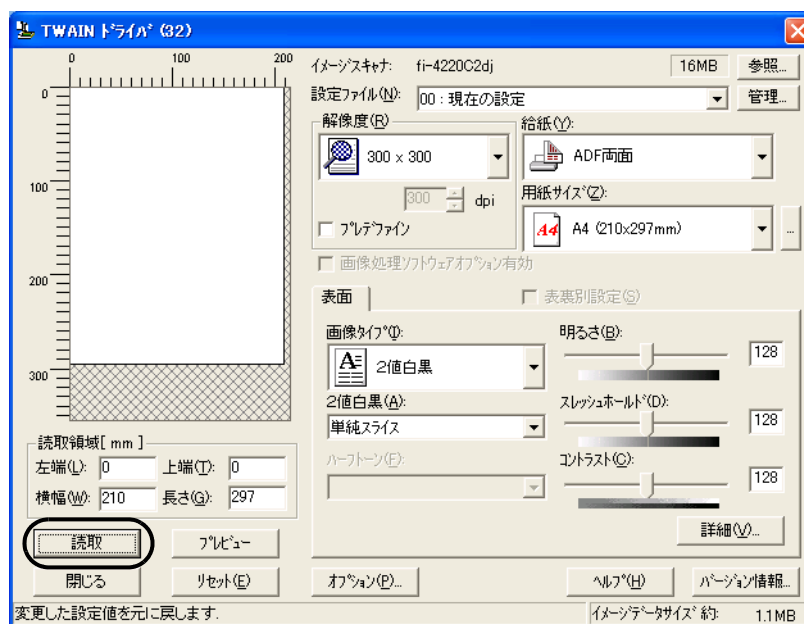 TWAIN ﾄﾞﾗｲﾊﾞ (32)
0 100 200
0
100
200
300
イメージスキャナ: fi-4220C2dj 16MB 参照...
設定ファイル(N): 00 : 現在の設定 管理...
解像度(R)
300 x 300
300 dpi
ﾌﾟﾚﾃﾞﾌｧｲﾝ
給紙(Y):
ADF両面
用紙ｻｲｽﾞ(Z):
A4 A4 (210x297mm) ...
画像処理ｿﾌﾄｳｪｱｵﾌﾟｼｮﾝ有効
表面
表裏別設定(S)
画像ﾀｲﾌﾟ(I):
A 2値白黒
2値白黒(A):
単純スライス
ﾊｰﾌﾄｰﾝ(F):
明るさ(B):
128
ｽﾚｯｼｭﾎｰﾙﾄﾞ(D):
128
ｺﾝﾄﾗｽﾄ(C):
128
詳細(V)...
読取領域[ mm ]
左端(L): 0 上端(T): 0
横幅(W): 210 長さ(G): 297
読取 ﾌﾟﾚﾋﾞｭｰ
閉じる ﾘｾｯﾄ(E) ｵﾌﾟｼｮﾝ(P)... ﾍﾙﾌﾟ(H) ﾊﾞｰｼﾞｮﾝ情報...
変更した設定値を元に戻します. ｲﾒｰｼﾞﾃﾞｰﾀｻｲｽﾞ 約: 1.1MB